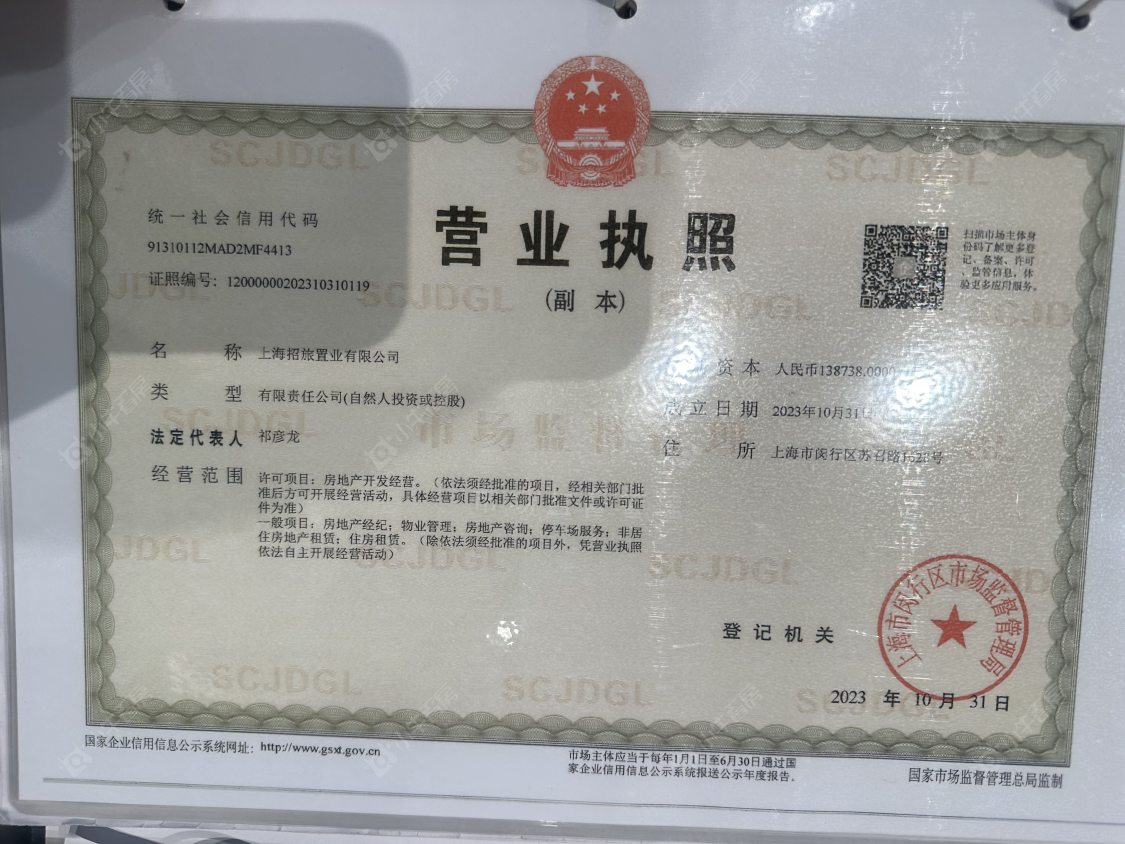 统一社会信用代码
91310112MAD2MF4413
证照编号：12000000202310310119
营业执照
（副 本）
扫描市场主体身
份码了解更多登
记、备案、许可
、监管信息，体
验更多应用服务。
名 称 上海招旅置业有限公司
类 型 有限责任公司(自然人投资或控股)
法定代表人 祁彦龙
经营范围 许可项目：房地产开发经营。（依法须经批准的项目，经相关部门批
准后方可开展经营活动，具体经营项目以相关部门批准文件或许可证
件为准）
一般项目：房地产经纪；物业管理；房地产咨询；停车场服务；非居
住房地产租赁；住房租赁。（除依法须经批准的项目外，凭营业执照
依法自主开展经营活动）
资本 人民币138738.0000
成立日期 2023年10月31
住 所 上海市闵行区苏召路 号
登记机关
上海市闵行区市场监督管理局
2023 年 10 月 31 日
国家企业信用信息公示系统网址：http://www.gsxt.gov.cn
市场主体应当于每年1月1日至6月30日通过国
家企业信用信息公示系统报送公示年度报告。
国家市场监督管理总局监制
SCJDGL